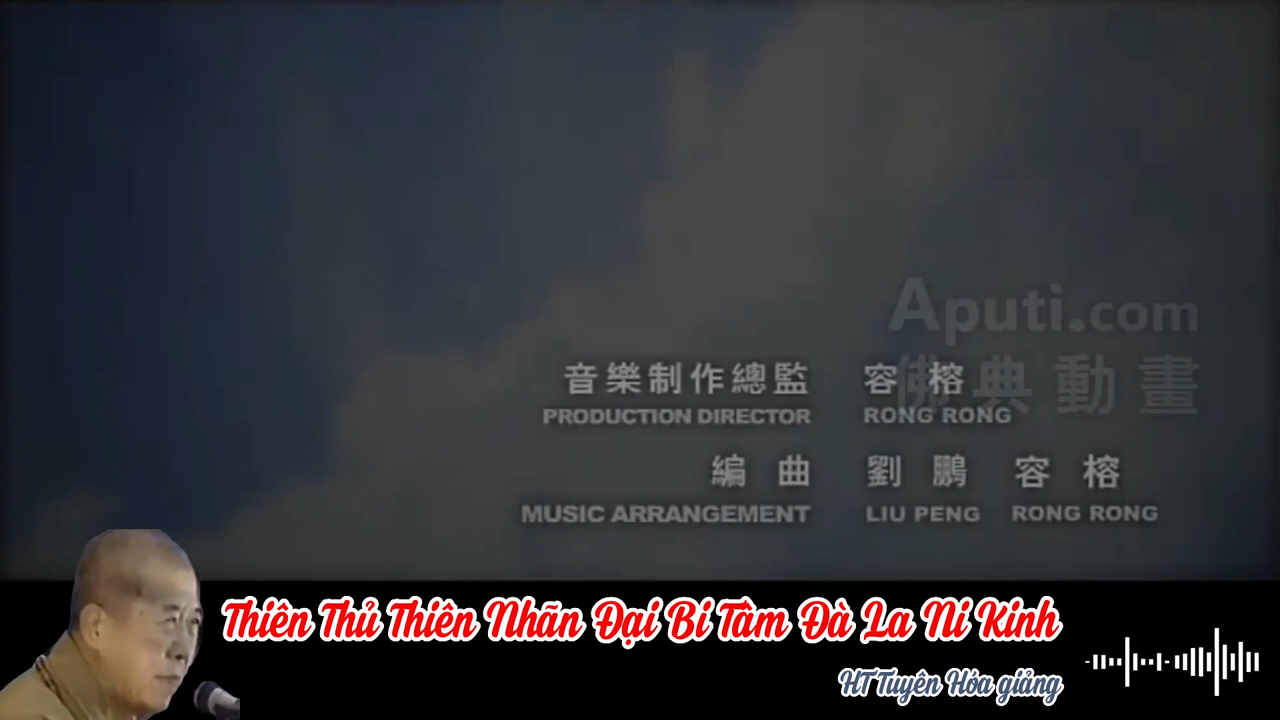 Aputi.com
佛典動畫
音樂制作總監 容榕
PRODUCTION DIRECTOR RONG RONG
編曲 劉鵬 容榕
MUSIC ARRANGEMENT LIU PENG RONG RONG
Thiên Thủ Thiên Nhãn Đại Bi Tâm Đà La Ni Kinh
HT Tuyên Hóa giảng